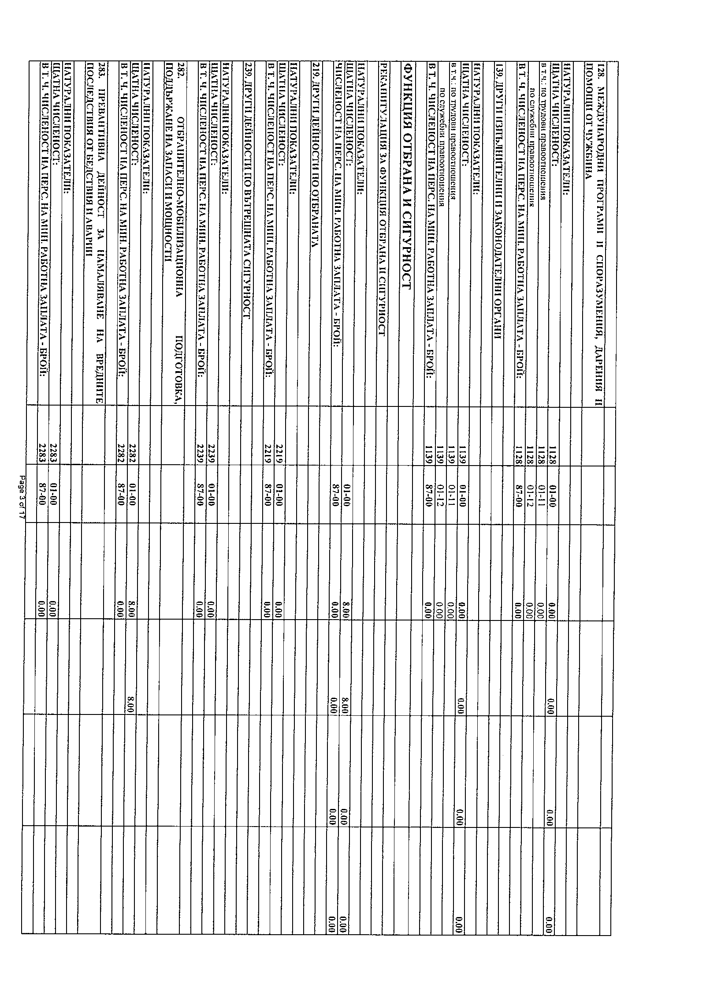 128. МЕЖДУНАРОДНИ ПРОГРАМИ И СПОРАЗУМЕНИЯ, ДАРЕНИЯ И
ПОМОЩИ ОТ ЧУЖБИНА
НАТУРАЛНИ ПОКАЗАТЕЛИ:
ЩАТНА ЧИСЛЕНОСТ: 1128 01-00 0.00 0.00 0.00 0.00
в т.ч.: по трудови правоотношения 1128 01-11 0.00
по служебни правоотношения 1128 01-12 0.00
В Т. Ч. ЧИСЛЕНОСТ НА ПЕРС. НА МИН. РАБОТНА ЗАПЛАТА - БРОЙ: 1128 87-00 0.00
139. ДРУГИ ИЗПЪЛНИТЕЛНИ И ЗАКОНОДАТЕЛНИ ОРГАНИ
НАТУРАЛНИ ПОКАЗАТЕЛИ:
ЩАТНА ЧИСЛЕНОСТ: 1139 01-00 0.00 0.00 0.00 0.00
в т.ч.: по трудови правоотношения 1139 01-11 0.00
по служебни правоотношения 1139 01-12 0.00
В Т. Ч. ЧИСЛЕНОСТ НА ПЕРС. НА МИН. РАБОТНА ЗАПЛАТА - БРОЙ: 1139 87-00 0.00
ФУНКЦИЯ ОТБРАНА И СИГУРНОСТ
РЕКАПИТУЛАЦИЯ ЗА ФУНКЦИЯ ОТБРАНА И СИГУРНОСТ
НАТУРАЛНИ ПОКАЗАТЕЛИ:
ЩАТНА ЧИСЛЕНОСТ: 01-00 8.00 8.00 0.00 0.00
ЧИСЛЕНОСТ НА ПЕРС. НА МИН. РАБОТНА ЗАПЛАТА - БРОЙ: 87-00 0.00 0.00 0.00 0.00
219. ДРУГИ ДЕЙНОСТИ ПО ОТБРАНАТА
НАТУРАЛНИ ПОКАЗАТЕЛИ:
ЩАТНА ЧИСЛЕНОСТ: 2219 01-00 0.00
В Т. Ч. ЧИСЛЕНОСТ НА ПЕРС. НА МИН. РАБОТНА ЗАПЛАТА - БРОЙ: 2219 87-00 0.00
239. ДРУГИ ДЕЙНОСТИ ПО ВЪТРЕШНАТА СИГУРНОСТ
НАТУРАЛНИ ПОКАЗАТЕЛИ:
ЩАТНА ЧИСЛЕНОСТ: 2239 01-00 0.00
В Т. Ч. ЧИСЛЕНОСТ НА ПЕРС. НА МИН. РАБОТНА ЗАПЛАТА - БРОЙ: 2239 87-00 0.00
282. ОТБРАНИТЕЛНО-МОБИЛИЗАЦИОННА ПОДГОТОВКА,
ПОДДЪРЖАНЕ НА ЗАПАСИ И МОЩНОСТИ
НАТУРАЛНИ ПОКАЗАТЕЛИ:
ЩАТНА ЧИСЛЕНОСТ: 2282 01-00 8.00 8.00
В Т. Ч. ЧИСЛЕНОСТ НА ПЕРС. НА МИН. РАБОТНА ЗАПЛАТА - БРОЙ: 2282 87-00 0.00
283. ПРЕВАНТИВНА ДЕЙНОСТ ЗА НАМАЛЯВАНЕ НА ВРЕДНИТЕ
ПОСЛЕДСТВИЯ ОТ БЕДСТВИЯ И АВАРИИ
НАТУРАЛНИ ПОКАЗАТЕЛИ:
ЩАТНА ЧИСЛЕНОСТ: 2283 01-00 0.00
В Т. Ч. ЧИСЛЕНОСТ НА ПЕРС. НА МИН. РАБОТНА ЗАПЛАТА - БРОЙ: 2283 87-00 0.00
Page 3 of 17